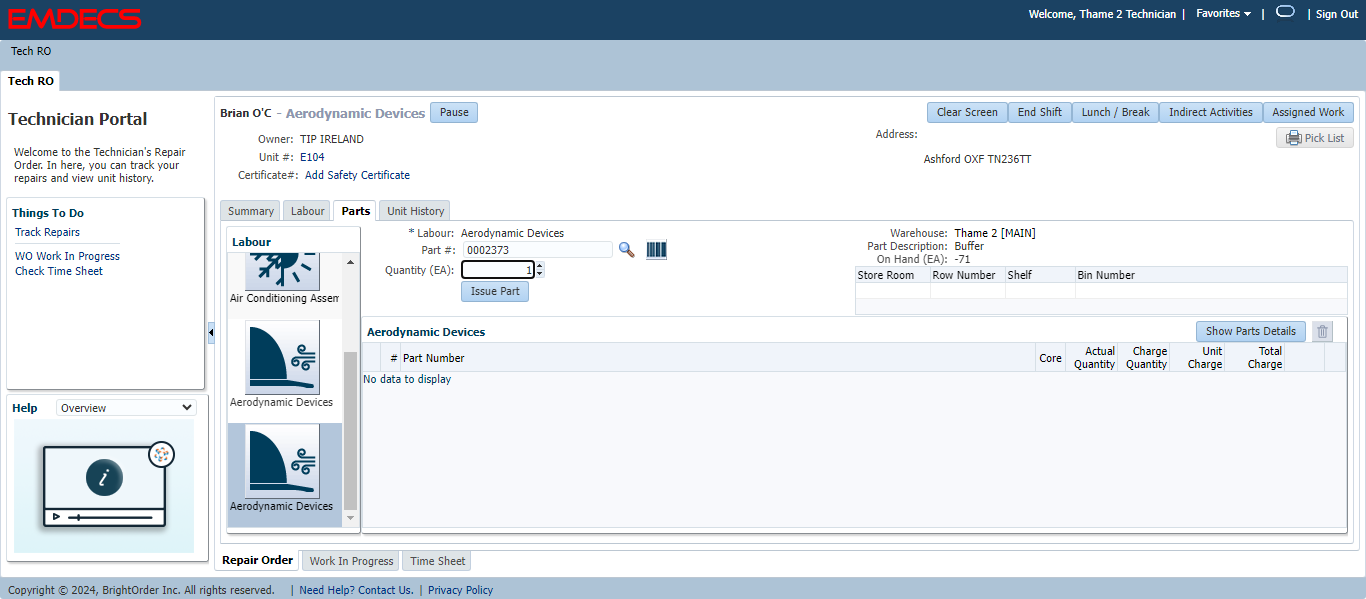 EMDECS
Welcome, Thame 2 Technician | Favorites | | Sign Out
Tech RO
Tech RO
Technician Portal
Welcome to the Technician's Repair
Order. In here, you can track your
repairs and view unit history.
Things To Do
Track Repairs
WO Work In Progress
Check Time Sheet
Help Overview
i
Brian O'C - Aerodynamic Devices Pause
Clear Screen End Shift Lunch / Break Indirect Activities Assigned Work
Owner: TIP IRELAND
Unit #: E104
Certificate#: Add Safety Certificate
Address:
Ashford OXF TN236TT
Pick List
Summary Labour Parts Unit History
Labour
Air Conditioning Assem
Aerodynamic Devices
Aerodynamic Devices
* Labour: Aerodynamic Devices
Part #: 0002373
Quantity (EA): 1
Issue Part
Warehouse: Thame 2 [MAIN]
Part Description: Buffer
On Hand (EA): -71
Store Room Row Number Shelf Bin Number
Aerodynamic Devices Show Parts Details
# Part Number Core Actual Quantity Charge Quantity Unit Charge Total Charge
No data to display
Repair Order Work In Progress Time Sheet
Copyright © 2024, BrightOrder Inc. All rights reserved. | Need Help? Contact Us. | Privacy Policy